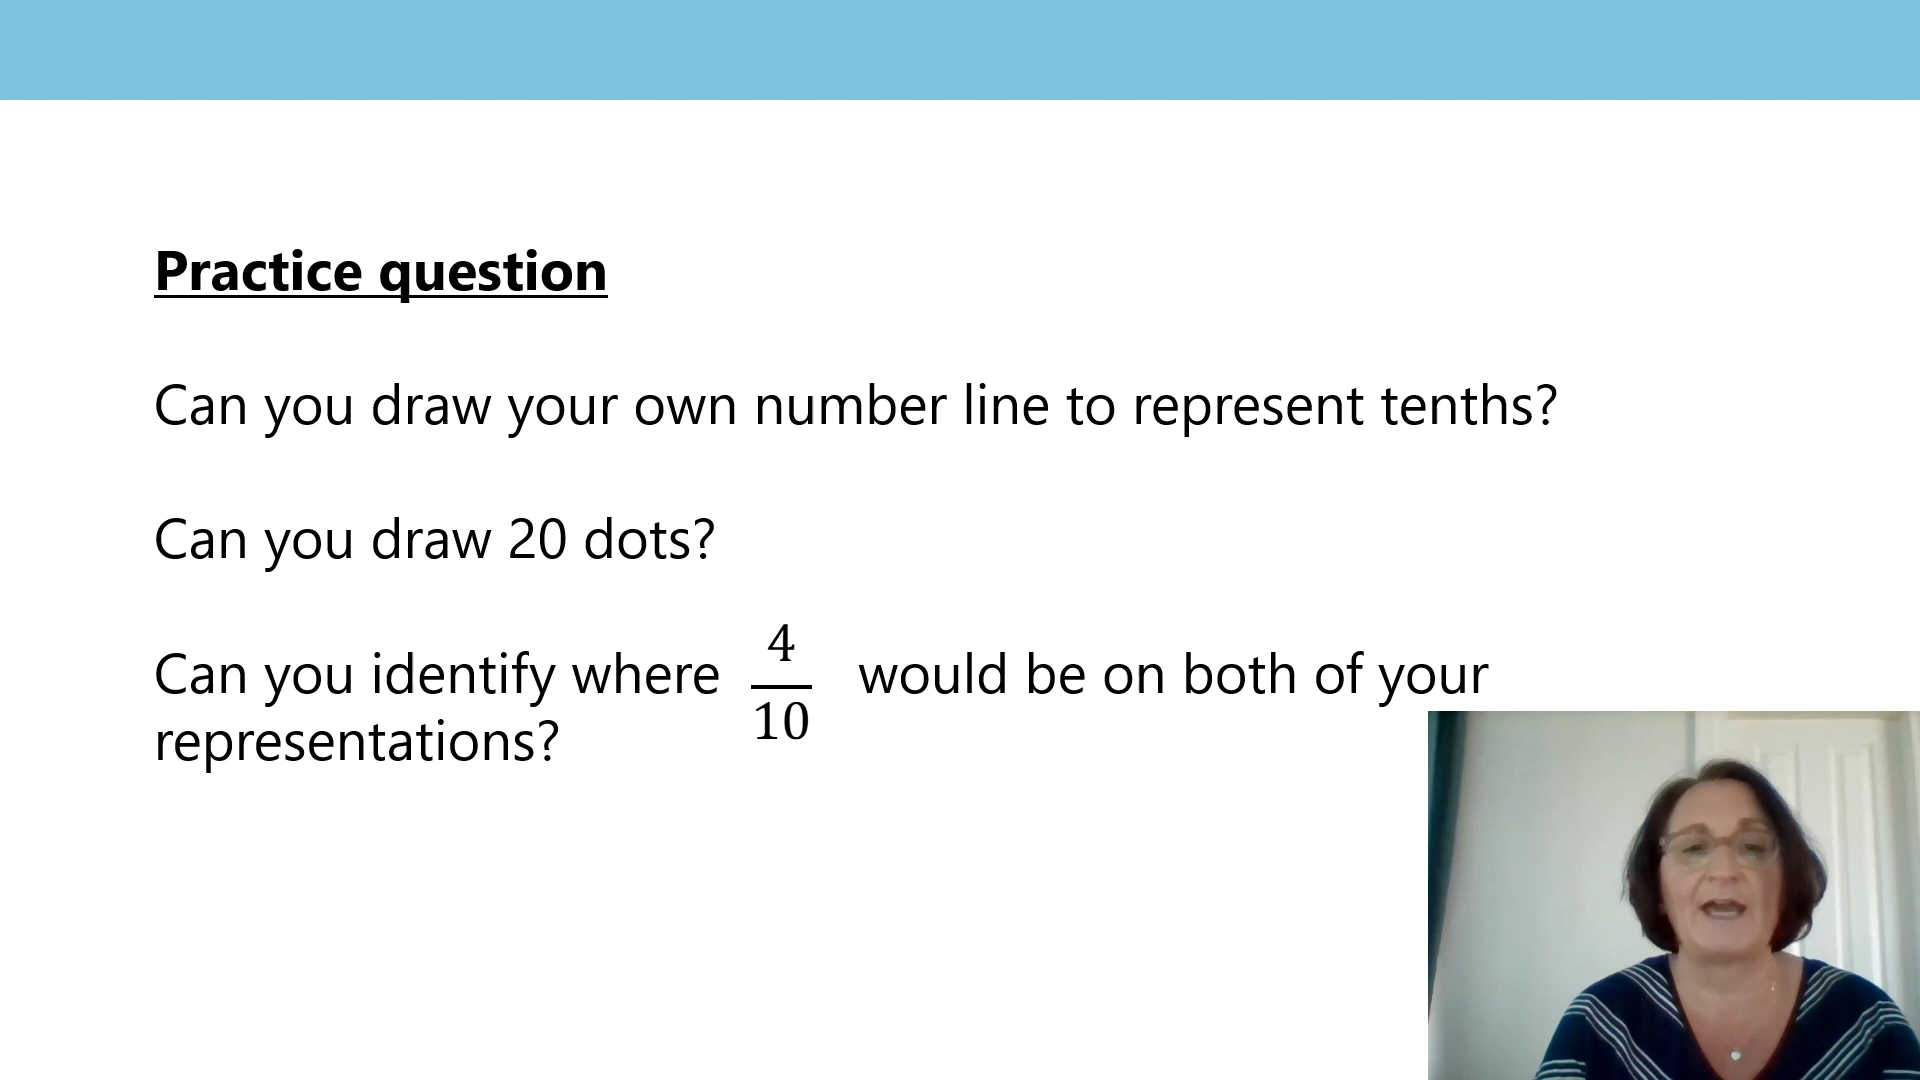 Practice question
Can you draw your own number line to represent tenths?
Can you draw 20 dots?
Can you identify where 4/10 would be on both of your
representations?